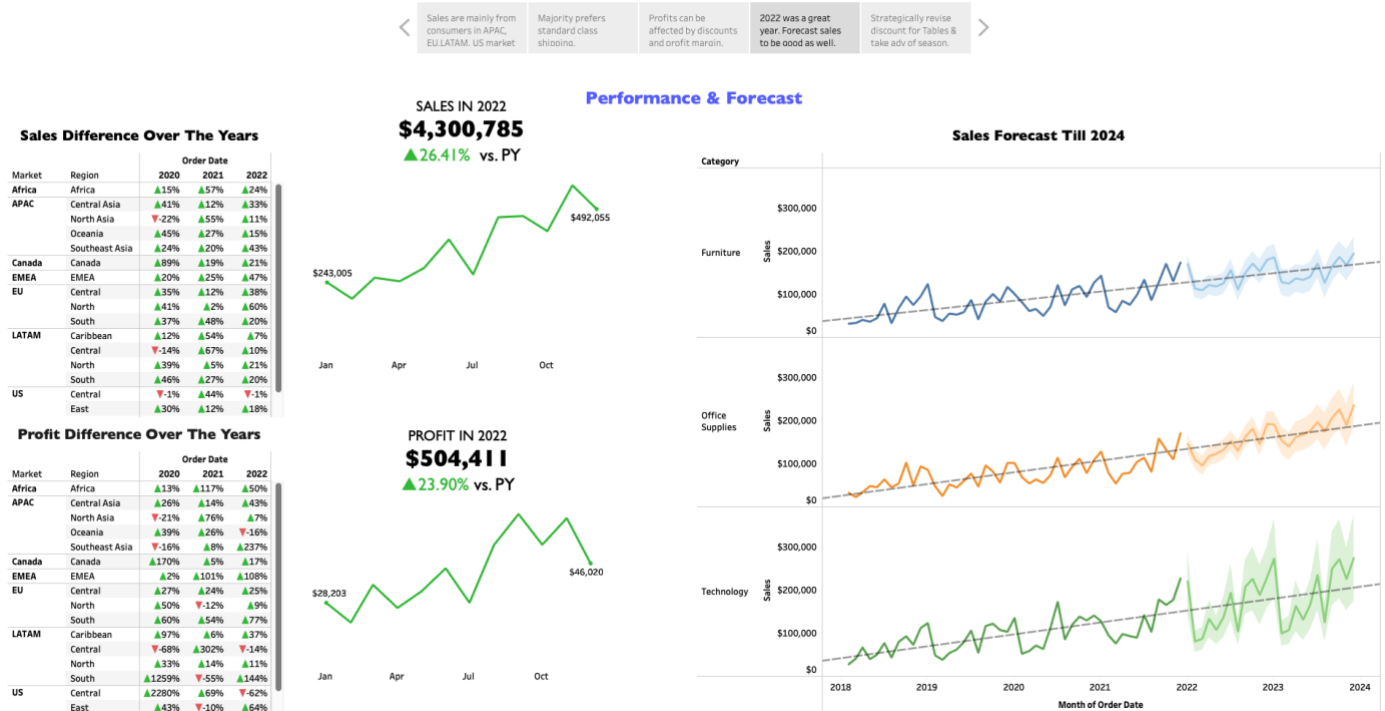 Sales are mainly from
consumers in APAC,
EU.LATAM. US market
Majority prefers
standard class
shipping.
Profits can be
affected by discounts
and profit margin.
2022 was a great
year. Forecast sales
to be good as well.
Strategically revise
discount for Tables &
take adv of season.
Performance & Forecast
Sales Difference Over The Years
Order Date
Market Region 2020 2021 2022
Africa Africa ▲15% ▲57% ▲24%
APAC Central Asia ▲41% ▲12% ▲33%
North Asia ▼-22% ▲55% ▲11%
Oceania ▲45% ▲27% ▲15%
Southeast Asia ▲24% ▲20% ▲43%
Canada Canada ▲89% ▲19% ▲21%
EMEA EMEA ▲20% ▲25% ▲47%
EU Central ▲35% ▲12% ▲38%
North ▲41% ▲2% ▲60%
South ▲37% ▲48% ▲20%
LATAM Caribbean ▲12% ▲54% ▲7%
Central ▼-14% ▲67% ▲10%
North ▲39% ▲5% ▲21%
South ▲46% ▲27% ▲20%
US Central ▼-1% ▲44% ▼-1%
East ▲30% ▲12% ▲18%
Profit Difference Over The Years
Order Date
Market Region 2020 2021 2022
Africa Africa ▲13% ▲117% ▲50%
APAC Central Asia ▲26% ▲14% ▲43%
North Asia ▼-21% ▲76% ▲7%
Oceania ▲39% ▲26% ▼-16%
Southeast Asia ▼-16% ▲8% ▲237%
Canada Canada ▲170% ▲5% ▲17%
EMEA EMEA ▲2% ▲101% ▲108%
EU Central ▲27% ▲24% ▲25%
North ▲50% ▼-12% ▲9%
South ▲60% ▲54% ▲77%
LATAM Caribbean ▲97% ▲6% ▲37%
Central ▼-68% ▲302% ▼-14%
North ▲33% ▲14% ▲11%
South ▲1259% ▼-55% ▲144%
US Central ▲2280% ▲69% ▼-62%
East ▲43% ▼-10% ▲64%
SALES IN 2022
$4,300,785
▲26.41% vs. PY
$492,055
$243,005
Jan Apr Jul Oct
PROFIT IN 2022
$504,411
▲23.90% vs. PY
$46,020
$28,203
Jan Apr Jul Oct
Sales Forecast Till 2024
Category
Furniture
Sales
$300,000
$200,000
$100,000
$0
Office
Supplies
Sales
$300,000
$200,000
$100,000
$0
Technology
Sales
$300,000
$200,000
$100,000
$0
2018 2019 2020 2021 2022 2023 2024
Month of Order Date